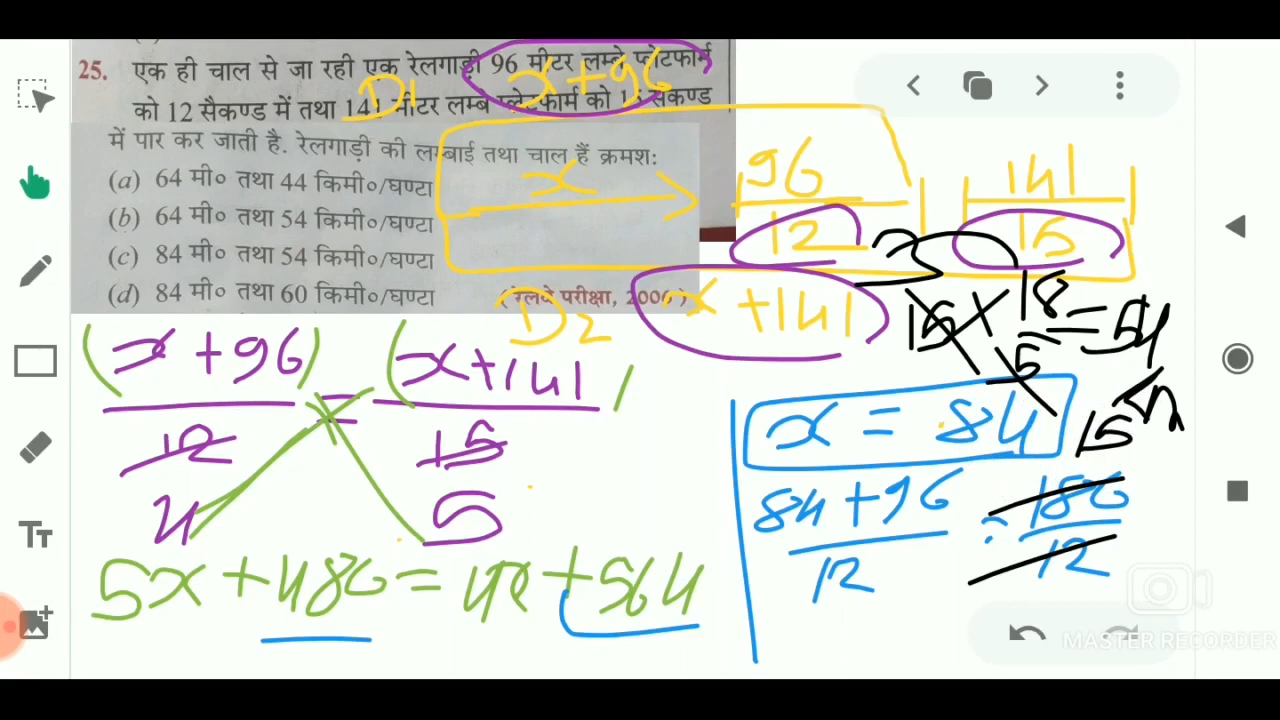 25. एक ही चाल से जा रही एक रेलगाड़ी 96 मीटर लम्बे प्लेटफार्म
को 12 सैकण्ड में तथा 141 मीटर लम्बे प्लेटफार्म को सैकण्ड
में पार कर जाती है. रेलगाड़ी की लम्बाई तथा चाल हैं क्रमश:
(a) 64 मी० तथा 44 किमी०/घण्टा
(b) 64 मी० तथा 54 किमी०/घण्टा
(c) 84 मी० तथा 54 किमी०/घण्टा
(d) 84 मी० तथा 60 किमी०/घण्टा
(रेलवे परीक्षा, 2006)
D1
x+96
x
96
12
141
15
D2
x+141
3
15×18/5=54
15
(x+96)
12
4
=
(x+141)
15
5
5x+480=4x+564
x=84
84+96
12
180
12
MASTER RECORDER
Tт